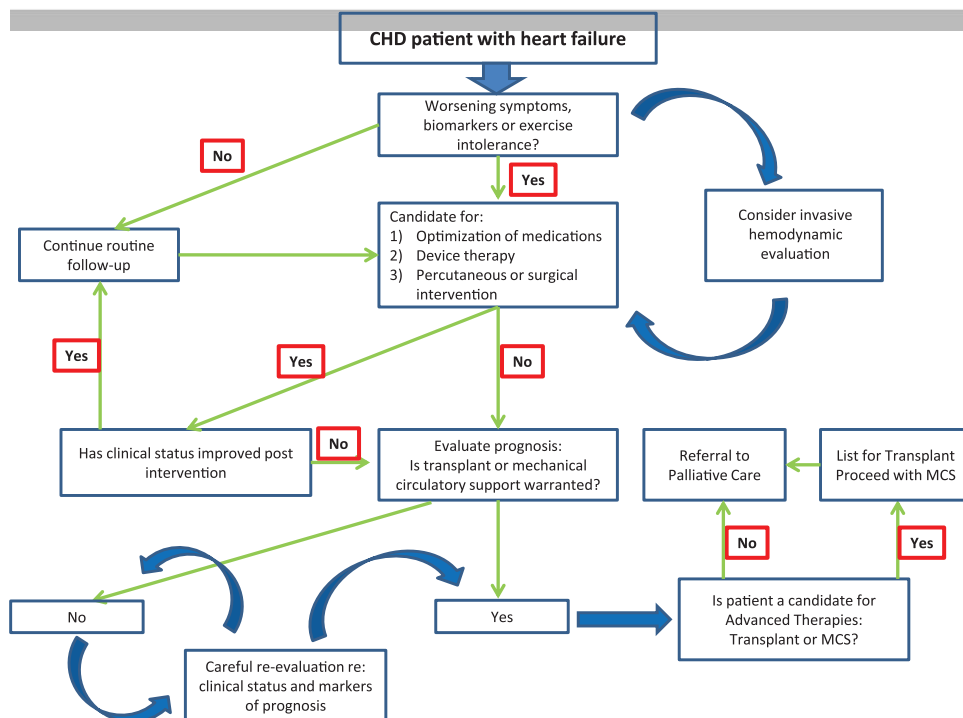 CHD patient with heart failure
Worsening symptoms,
biomarkers or exercise
intolerance?
No
Yes
Candidate for:
1) Optimization of medications
2) Device therapy
3) Percutaneous or surgical
intervention
Consider invasive
hemodynamic
evaluation
Continue routine
follow-up
Yes
Yes
No
Has clinical status improved post
intervention
No
Evaluate prognosis:
Is transplant or mechanical
circulatory support warranted?
Referral to
Palliative Care
List for Transplant
Proceed with MCS
No
Yes
No
Yes
Is patient a candidate for
Advanced Therapies:
Transplant or MCS?
Careful re-evaluation re:
clinical status and markers
of prognosis